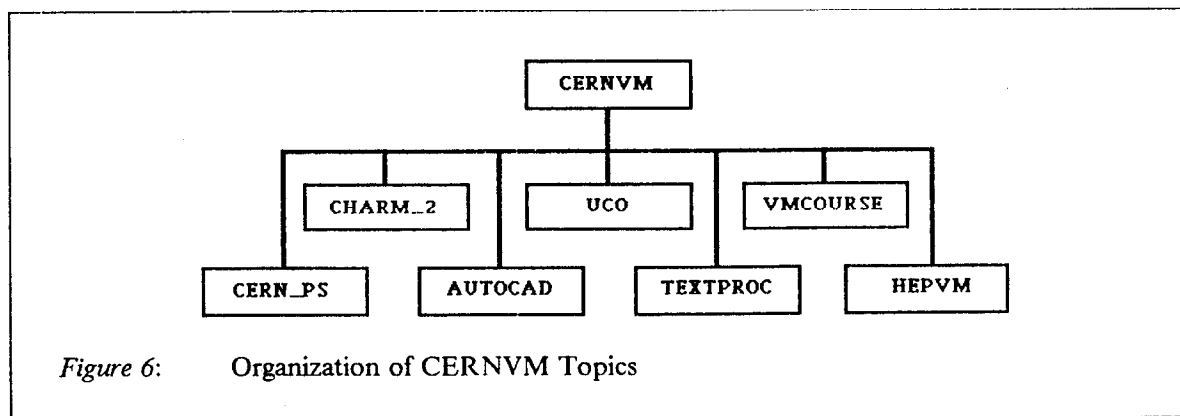 CERNVM
CHARM_2 UCO VMCOURSE
CERN_PS AUTOCAD TEXTPROC HEPVM
Figure 6: Organization of CERNVM Topics